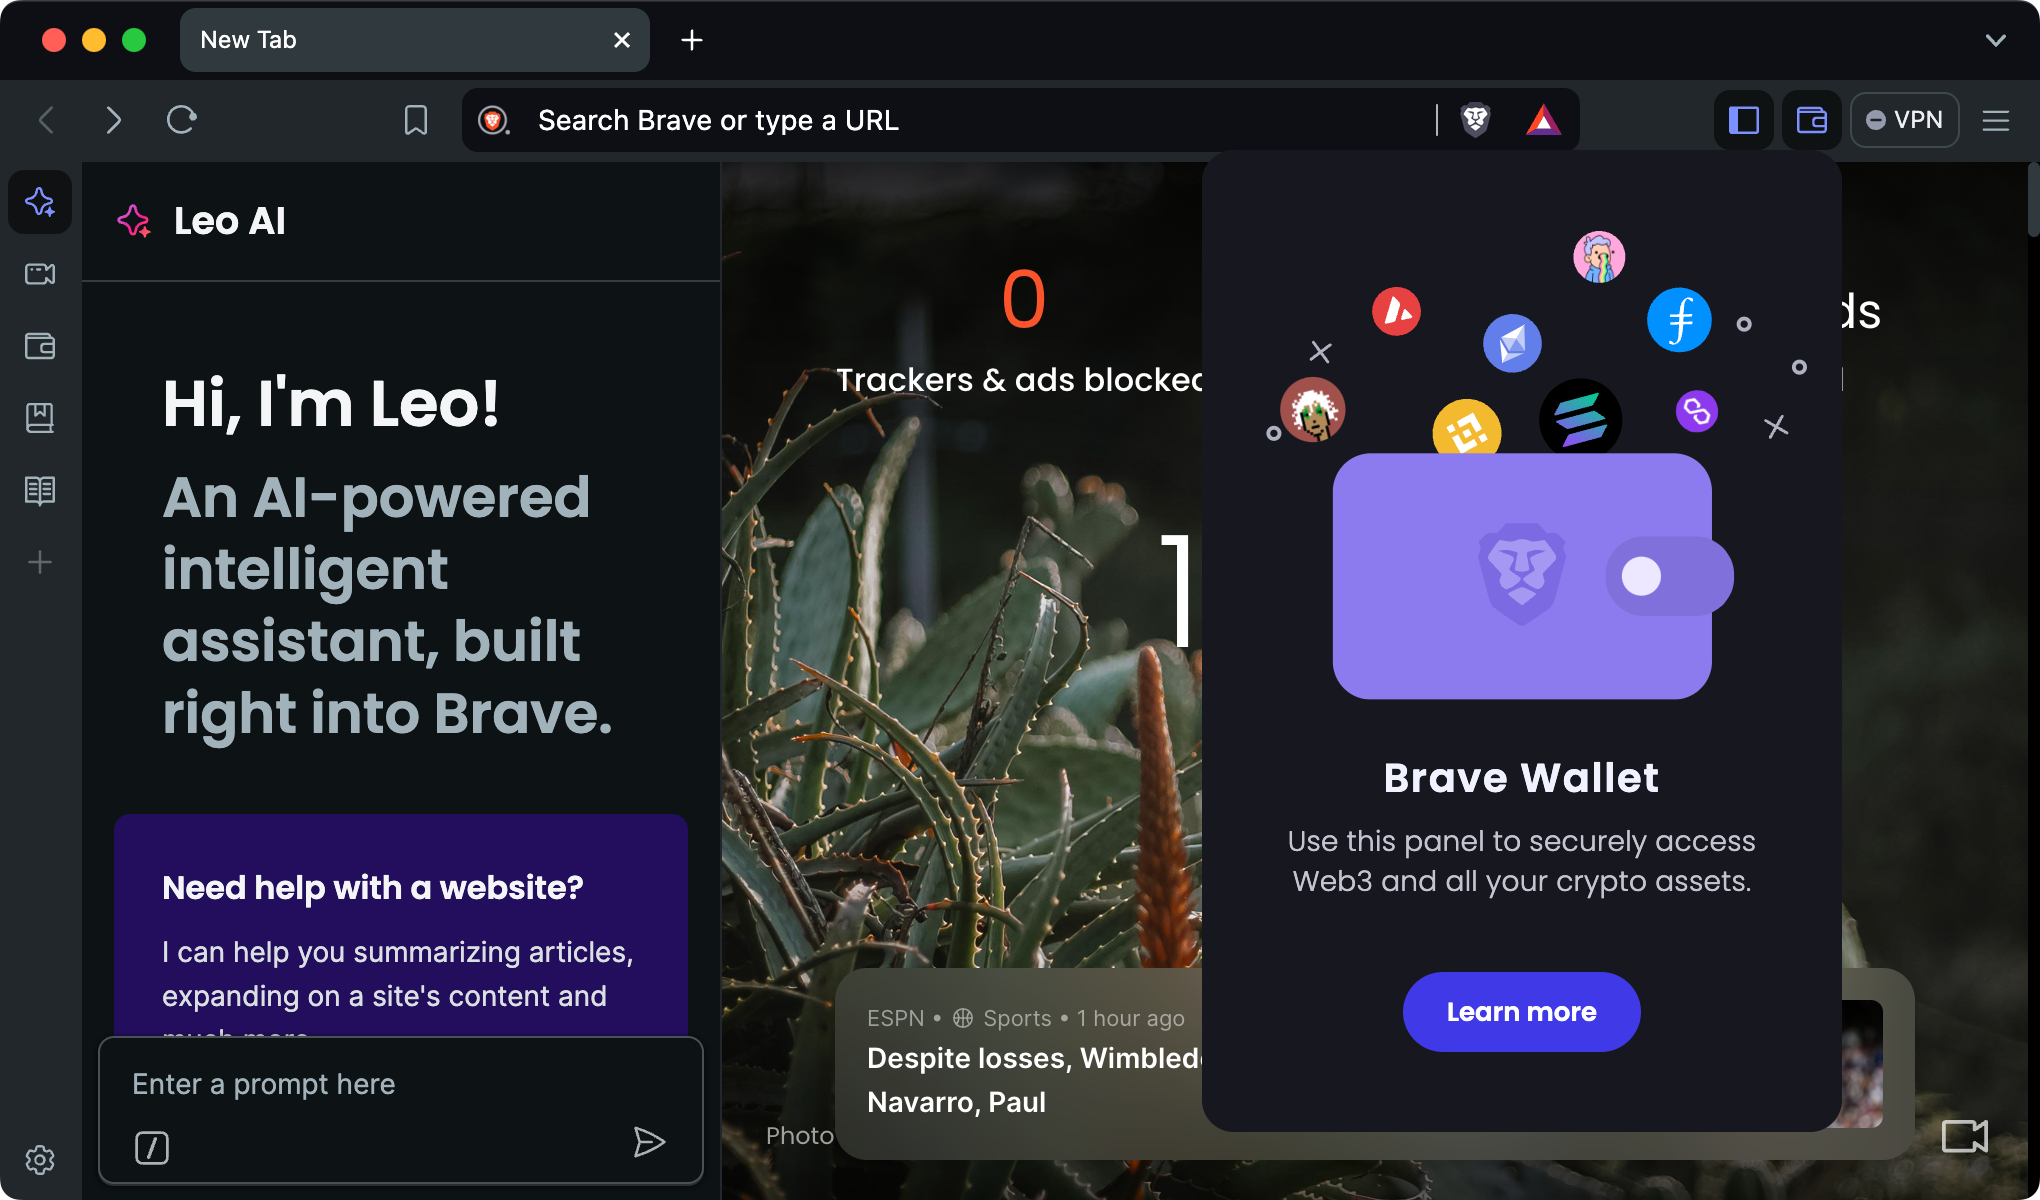 New Tab
Search Brave or type a URL
VPN
Leo AI
Hi, I'm Leo!
An AI-powered
intelligent
assistant, built
right into Brave.
Need help with a website?
I can help you summarizing articles,
expanding on a site's content and
much more
Enter a prompt here
0
Trackers & ads blocked
ds
1
ESPN • Sports • 1 hour ago
Despite losses, Wimbled
Navarro, Paul
Photo
Brave Wallet
Use this panel to securely access
Web3 and all your crypto assets.
Learn more